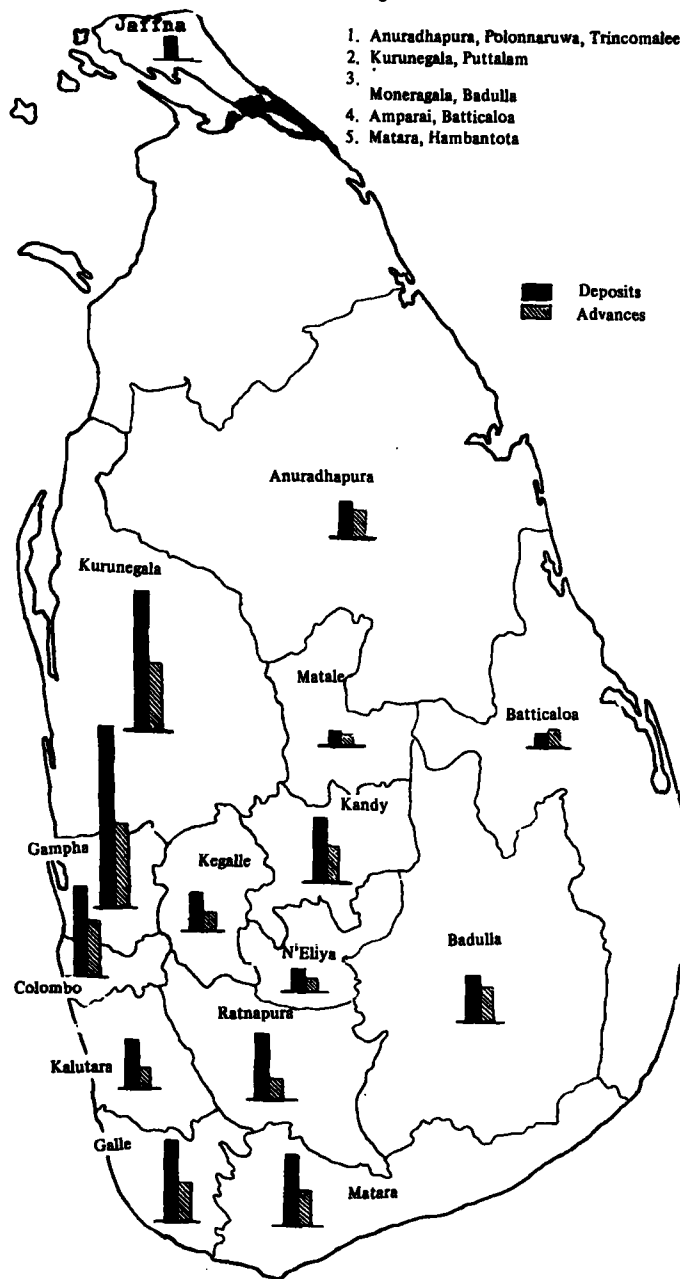 Jaffna
1. Anuradhapura, Polonnaruwa, Trincomalee
2. Kurunegala, Puttalam
3.
Moneragala, Badulla
4. Amparai, Batticaloa
5. Matara, Hambantota
Deposits
Advances
Anuradhapura
Kurunegala
Matale
Batticaloa
Kandy
Gampha
Kegalle
N'Eliya
Badulla
Colombo
Ratnapura
Kalutara
Galle
Matara